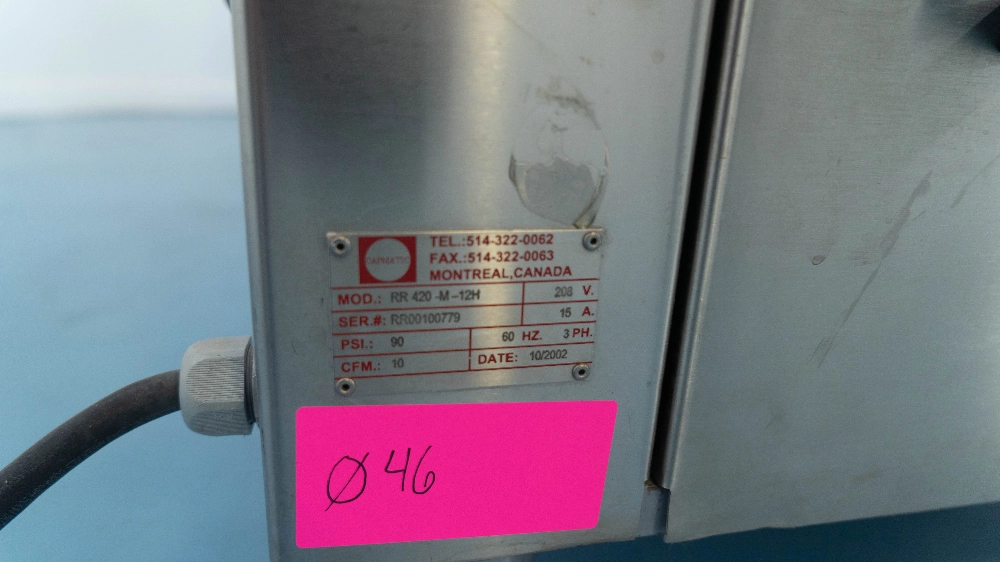 CAPMATIC
TEL.:514-322-0062
FAX.:514-322-0063
MONTREAL,CANADA
MOD.: RR 420 -M-12H 208 V.
SER.#: RR00100779 15 A.
PSI.: 90 60 HZ. 3 PH.
CFM.: 10 DATE: 10/2002
Ø46